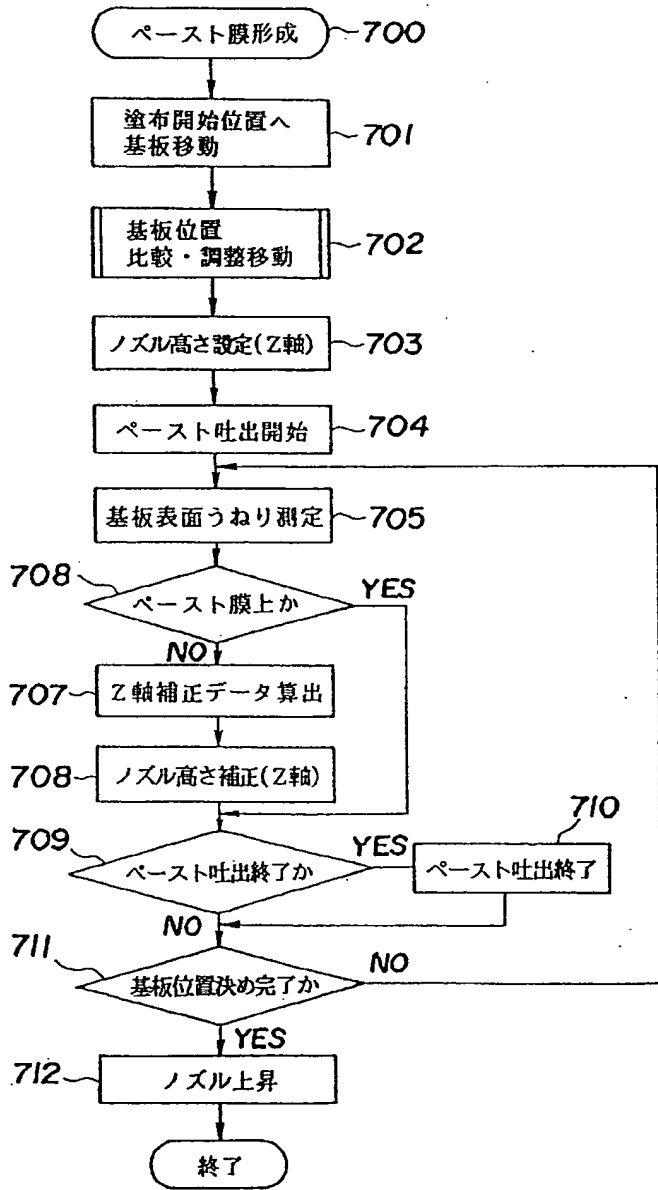 ペースト膜形成
700
塗布開始位置へ
基板移動
701
基板位置
比較・調整移動
702
ノズル高さ設定(Z軸)
703
ペースト吐出開始
704
基板表面うねり測定
705
708
ペースト膜上か
YES
NO
707
Z軸補正データ算出
708
ノズル高さ補正(Z軸)
709
ペースト吐出終了か
YES
710
ペースト吐出終了
NO
711
基板位置決め完了か
NO
YES
712
ノズル上昇
終了